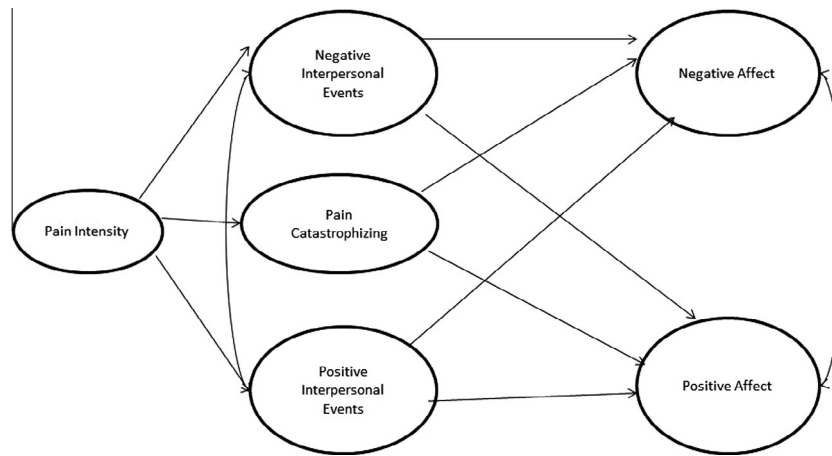 Negative
Interpersonal
Events
Negative Affect
Pain Intensity
Pain
Catastrophizing
Positive
Interpersonal
Events
Positive Affect